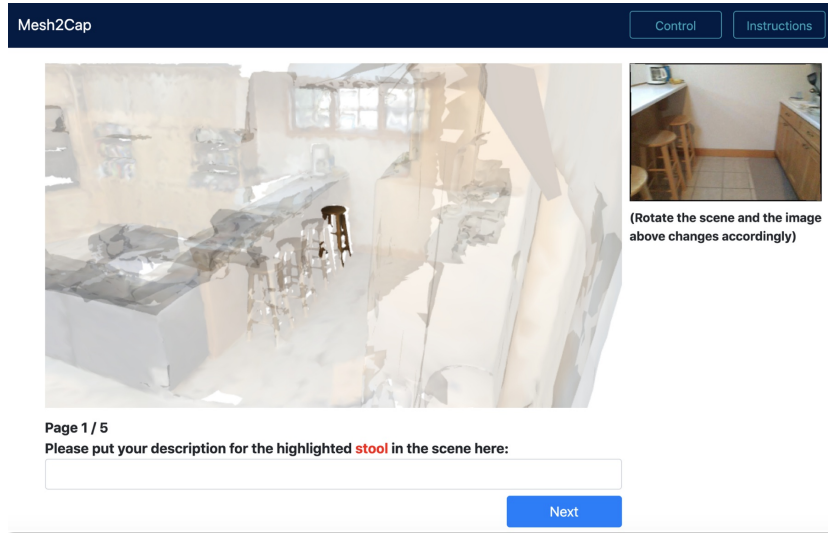 Mesh2Cap
Control
Instructions
(Rotate the scene and the image
above changes accordingly)
Page 1 / 5
Please put your description for the highlighted stool in the scene here:
Next